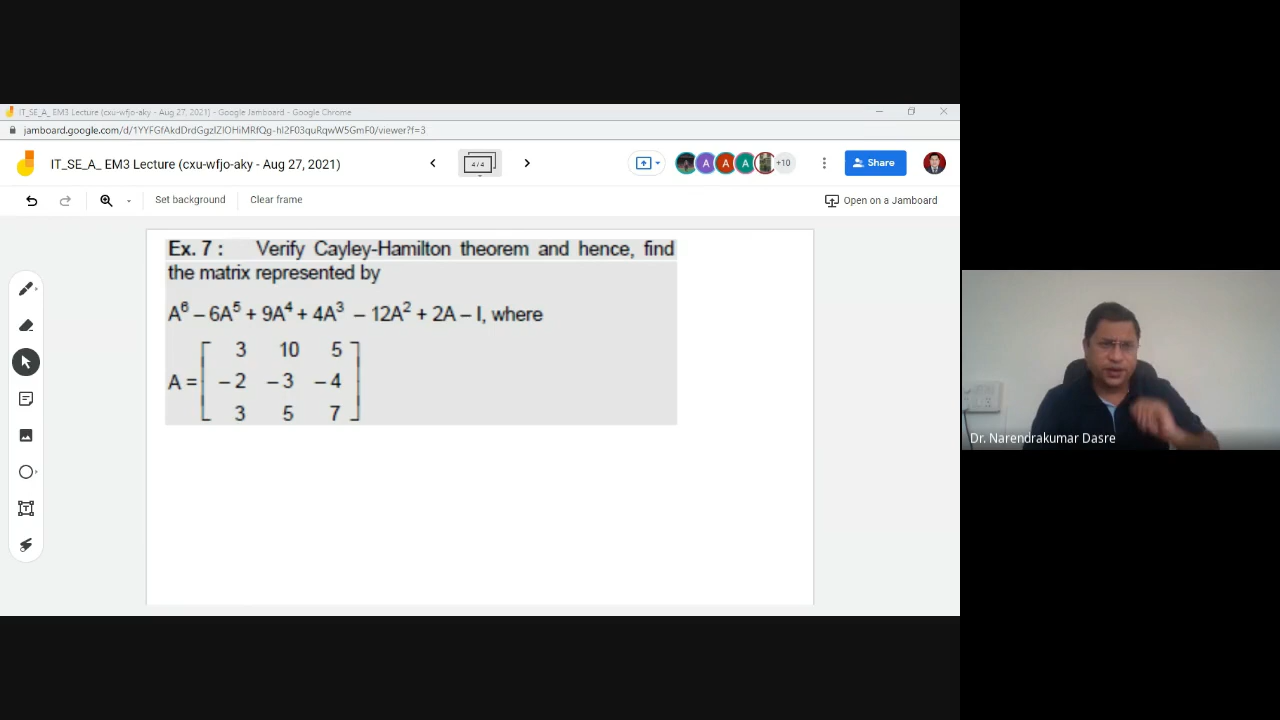 IT_SE_A_ EM3 Lecture (cxu-wfjo-aky - Aug 27, 2021) - Google Jamboard - Google Chrome
jamboard.google.com/d/1YYFGfAkdDrdGgzlZIOHiMRfQg-hI2F03quRqwW5GmF0/viewer?f=3
IT_SE_A_ EM3 Lecture (cxu-wfjo-aky - Aug 27, 2021)
4/4
A A A +10
Share
Set background
Clear frame
Open on a Jamboard
Ex. 7 : Verify Cayley-Hamilton theorem and hence, find
the matrix represented by
A⁶ – 6A⁵ + 9A⁴ + 4A³ – 12A² + 2A – I, where
3 10 5
A = – 2 – 3 – 4
3 5 7
Dr. Narendrakumar Dasre